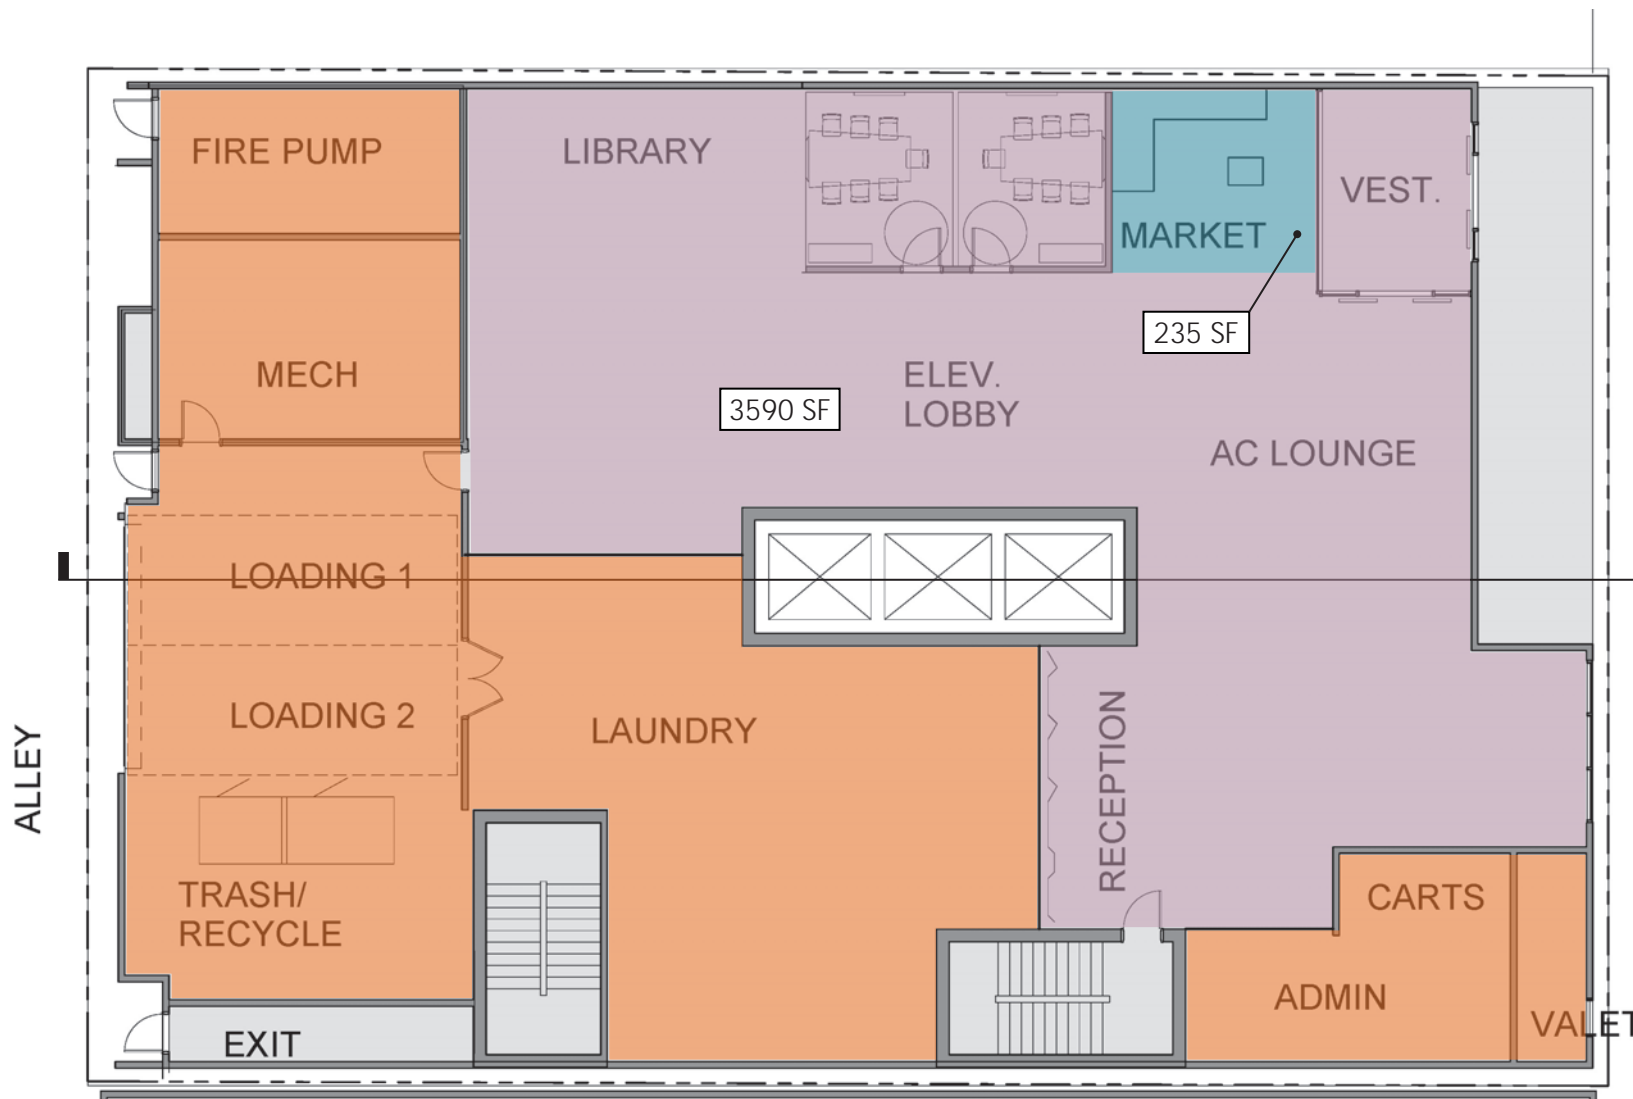 FIRE PUMP
LIBRARY
VEST.
MARKET
235 SF
MECH
ELEV.
LOBBY
3590 SF
AC LOUNGE
LOADING 1
LOADING 2
LAUNDRY
RECEPTION
ALLEY
TRASH/
RECYCLE
CARTS
ADMIN
VALET
EXIT